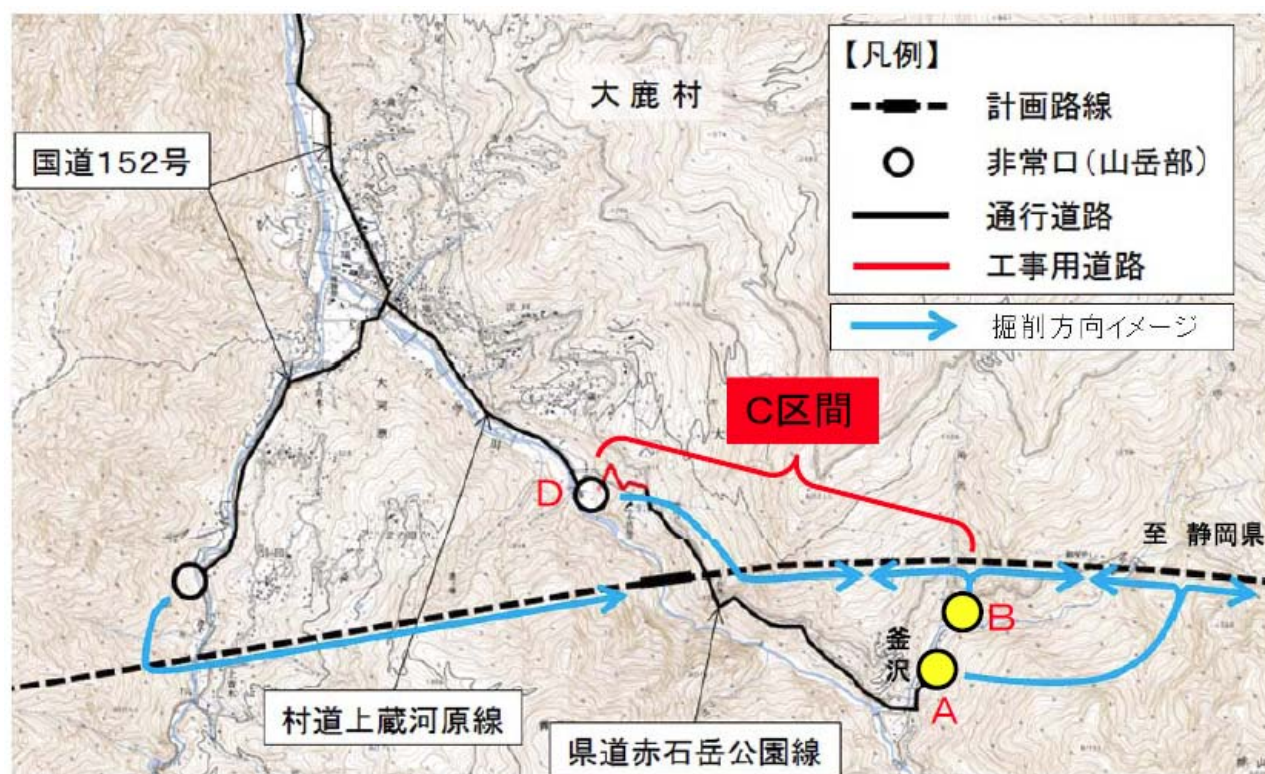 大鹿村
【凡例】
計画路線
非常口(山岳部)
通行道路
工事用道路
掘削方向イメージ
国道152号
C区間
D
至 静岡県
B
釜沢
A
村道上蔵河原線
県道赤石岳公園線